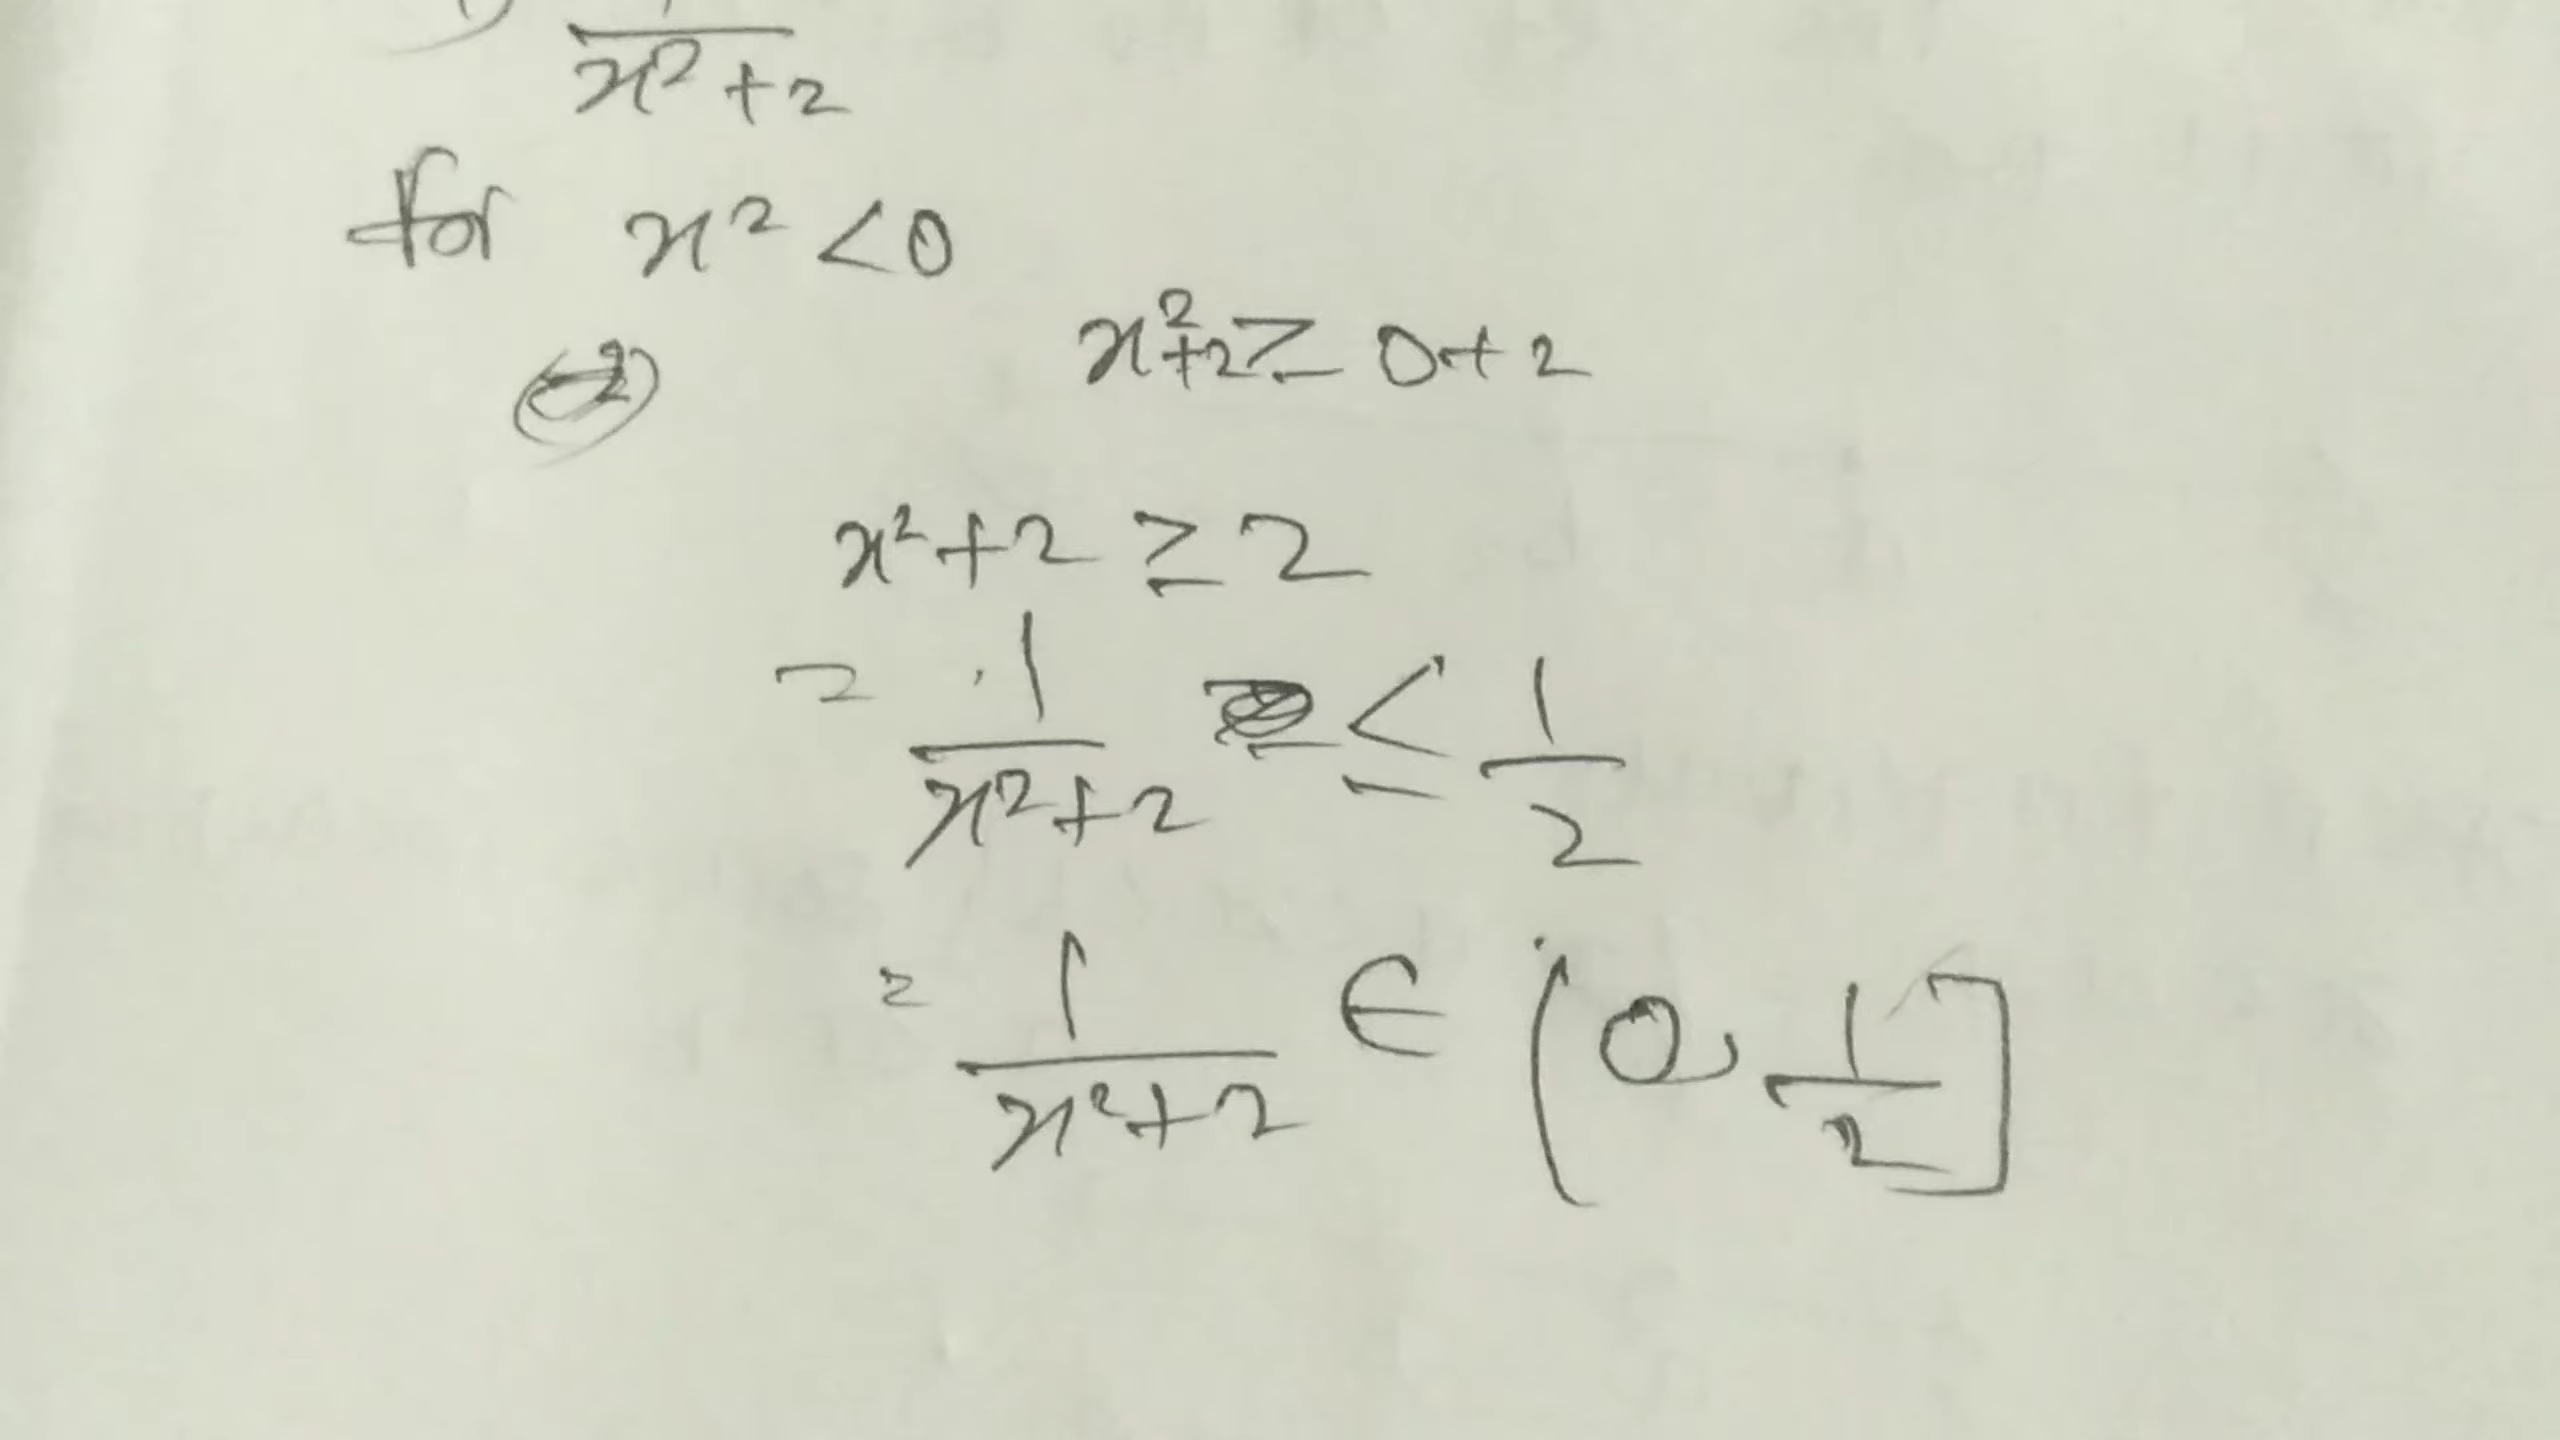 1/(x²+2)
for x² < 0
x²+2 ≥ 0+2
x²+2 ≥ 2
= 1/(x²+2) ≤ 1/2
= 1/(x²+2) ∈ (0, 1/2]